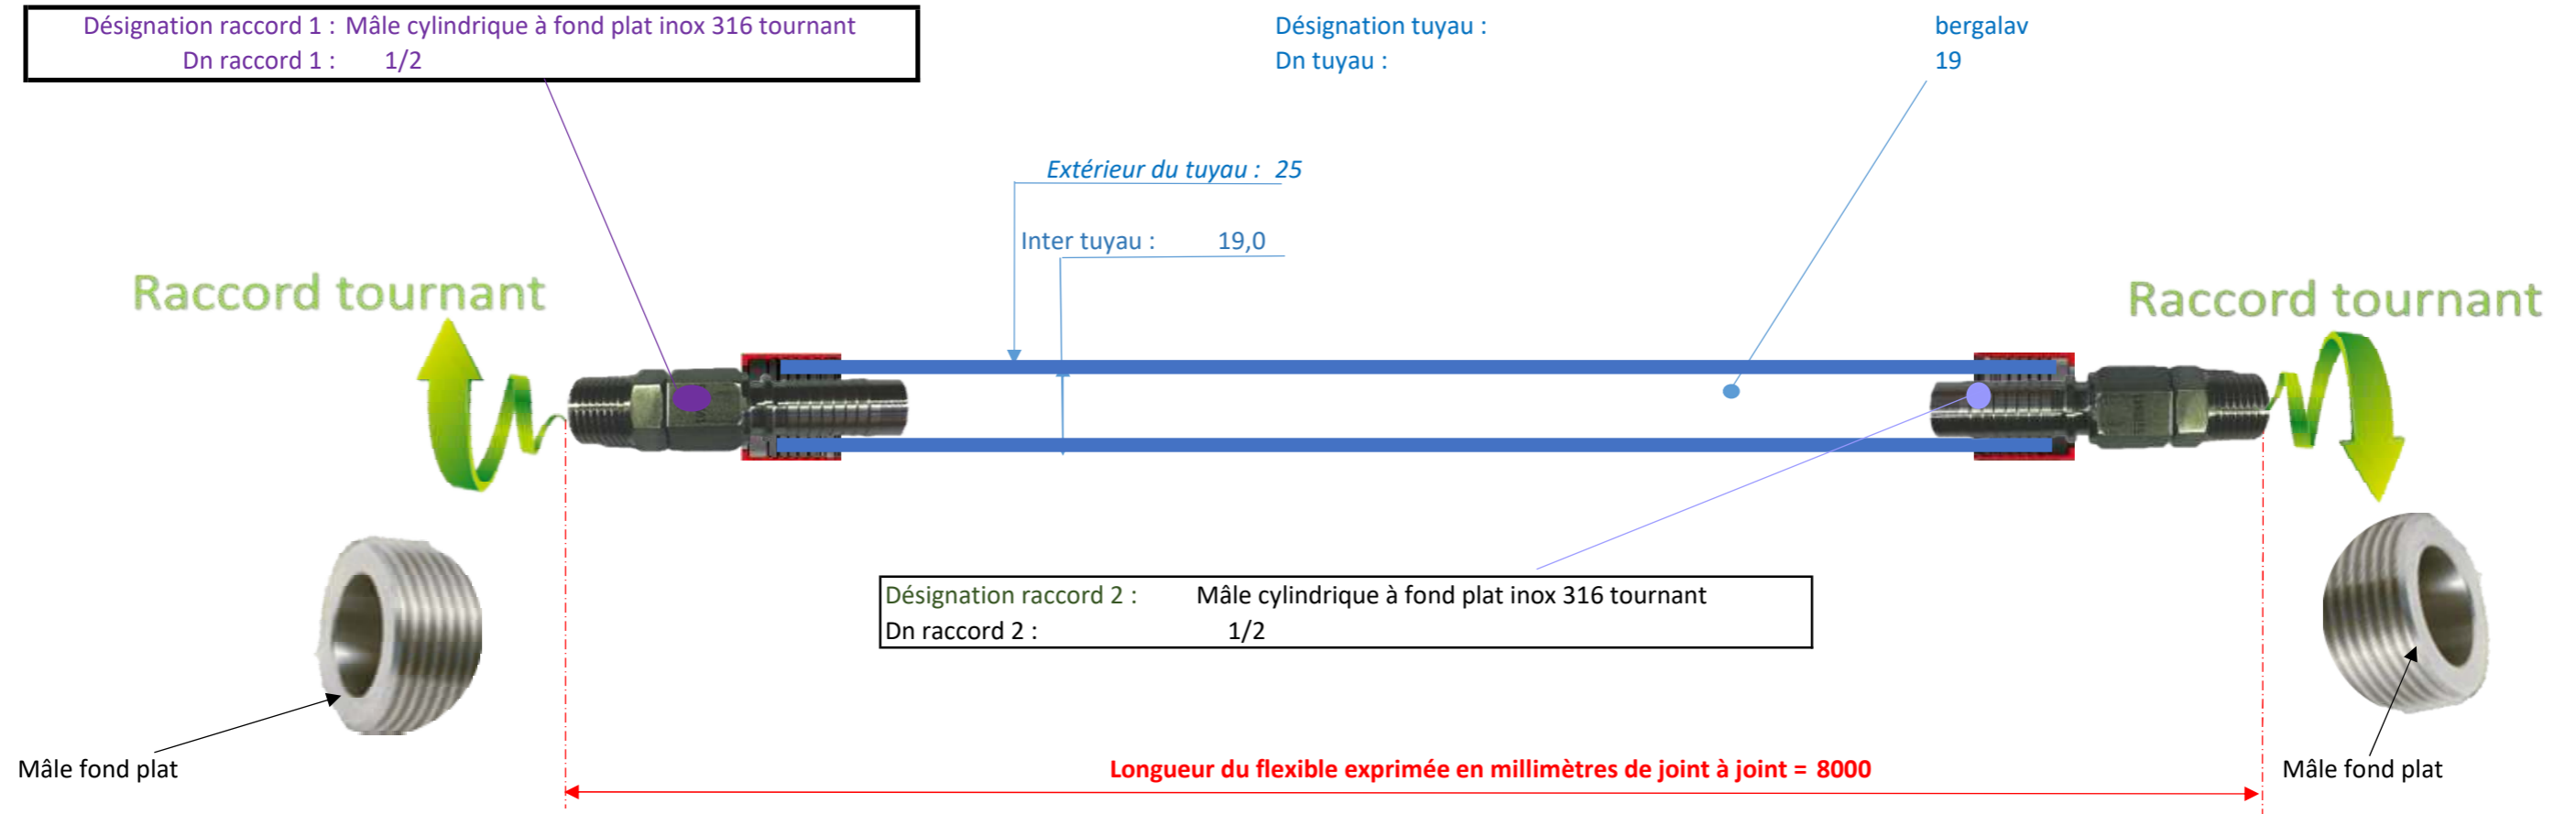 Désignation raccord 1 : Mâle cylindrique à fond plat inox 316 tournant
Dn raccord 1 : 1/2
Désignation tuyau : bergalav
Dn tuyau : 19
Extérieur du tuyau : 25
Inter tuyau : 19,0
Raccord tournant
Raccord tournant
Désignation raccord 2 : Mâle cylindrique à fond plat inox 316 tournant
Dn raccord 2 : 1/2
Mâle fond plat
Longueur du flexible exprimée en millimètres de joint à joint = 8000
Mâle fond plat